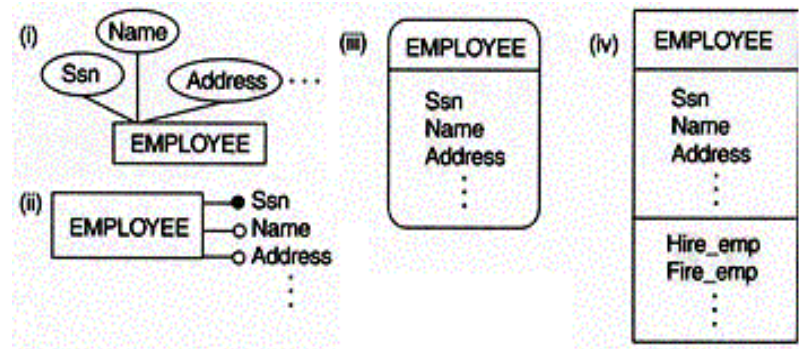 (i)
Name
Ssn
Address ...
EMPLOYEE
(ii)
EMPLOYEE
Ssn
Name
Address
(iii)
EMPLOYEE
Ssn
Name
Address
(iv)
EMPLOYEE
Ssn
Name
Address
Hire_emp
Fire_emp